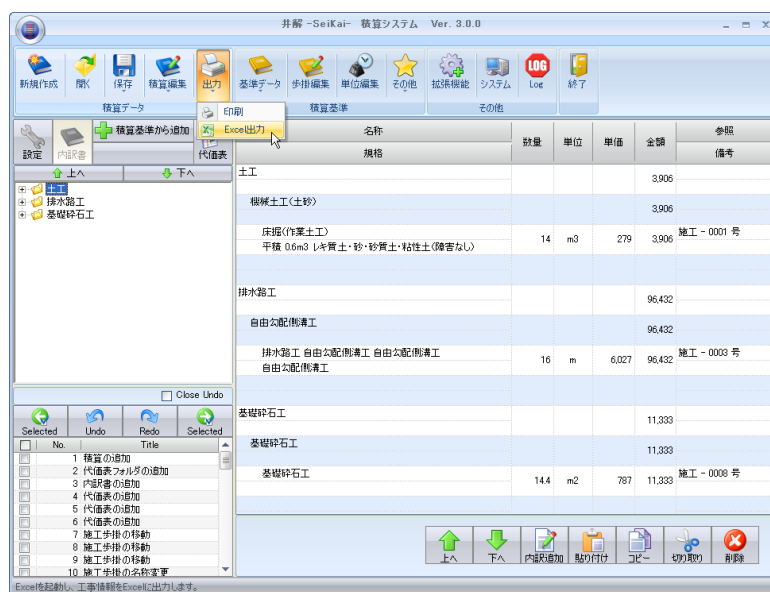 井解 -SeiKai- 積算システム Ver. 3.0.0
新規作成 開く 保存 積算編集 出力 基準データ 歩掛編集 単位編集 その他 拡張機能 システム LOG Log 終了
積算データ 積算基準 その他
印刷
Excel出力
設定 内訳書 積算基準から追加 代価表
上へ 下へ
土工
排水路工
基礎砕石工
名称 数量 単位 単価 金額 参照
規格 備考
土工 3,906
機械土工(土砂) 3,906
床掘(作業土工) 14 m3 279 3,906 施工 - 0001 号
平積 0.6m3 レキ質土・砂・砂質土・粘性土(障害なし)
排水路工 96,432
自由勾配側溝工 96,432
排水路工 自由勾配側溝工 自由勾配側溝工 16 m 6,027 96,432 施工 - 0003 号
自由勾配側溝工
基礎砕石工 11,333
基礎砕石工 11,333
基礎砕石工 14.4 m2 787 11,333 施工 - 0008 号
Close Undo
Selected Undo Redo Selected
No. Title
1 積算の追加
2 代価表フォルダの追加
3 内訳書の追加
4 代価表の追加
5 代価表の追加
6 代価表の追加
7 施工歩掛の移動
8 施工歩掛の移動
9 施工歩掛の移動
10 施工歩掛の名称変更
上へ 下へ 内訳追加 貼り付け コピー 切り取り 削除
Excelを起動し、工事情報をExcelに出力します。